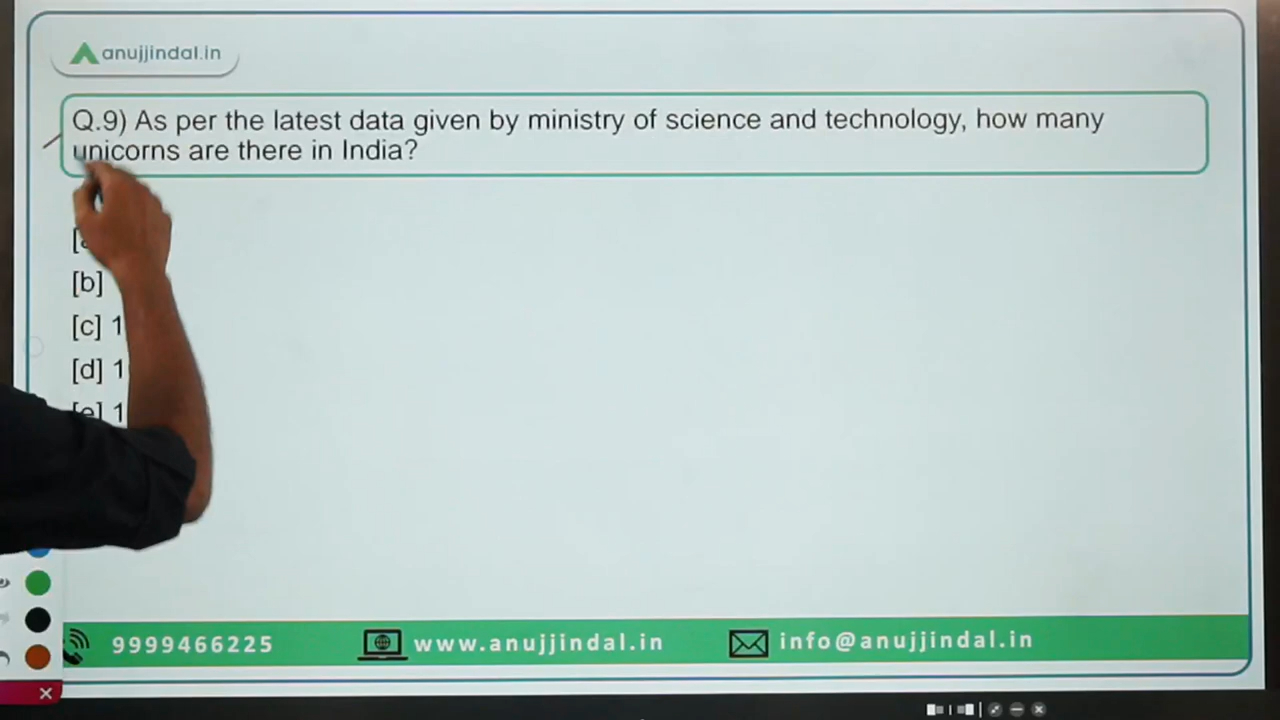 anujjindal.in
Q.9) As per the latest data given by ministry of science and technology, how many
unicorns are there in India?
[b]
[c] 1
[d] 1
[e] 1
9999466225
www.anujjindal.in
info@anujjindal.in